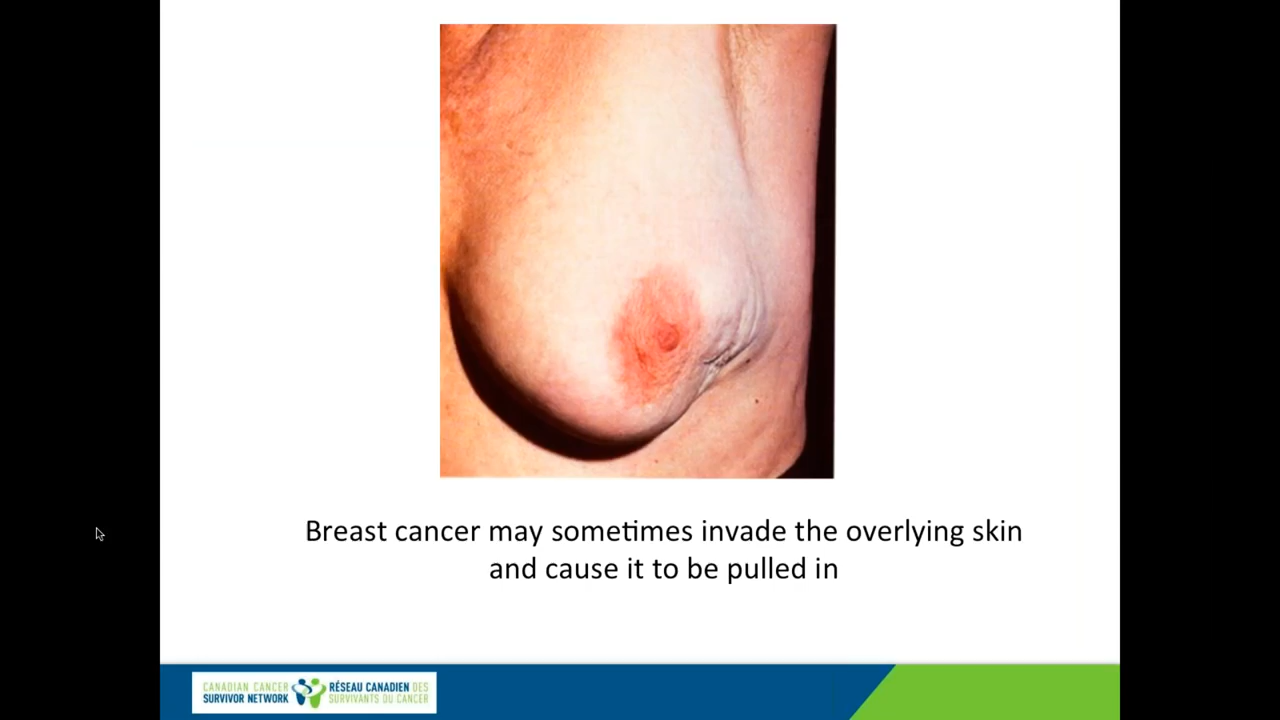 Breast cancer may sometimes invade the overlying skin
and cause it to be pulled in
CANADIAN CANCER
SURVIVOR NETWORK
RÉSEAU CANADIEN DES
SURVIVANTS DU CANCER